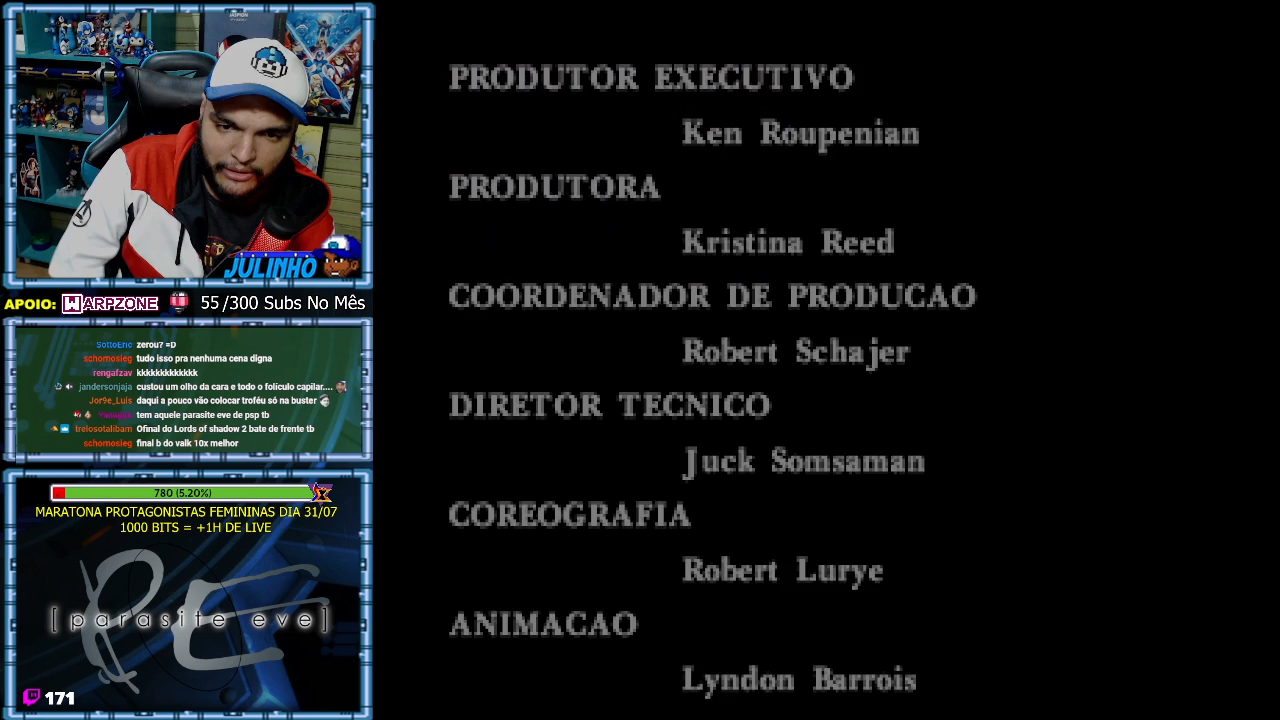 JULINHO
APOIO: WARPZONE 55/300 Subs No Mês
SottoEric zerou? =D
schornosieg tudo isso pra nenhuma cena digna
rengafzav kkkkkkkkkkkkk
jandersonjaja custou um olho da cara e todo o folículo capilar....
Jor9e_Luis daqui a pouco vão colocar troféu só na buster
tem aquele parasite eve de psp tb
treiosotalibam Ofinal do Lords of shadow 2 bate de frente tb
schornosieg final b do valk 10x melhor
780 (5.20%)
MARATONA PROTAGONISTAS FEMININAS DIA 31/07
1000 BITS = +1H DE LIVE
[parasite eve]
171
PRODUTOR EXECUTIVO
Ken Roupenian
PRODUTORA
Kristina Reed
COORDENADOR DE PRODUCAO
Robert Schajer
DIRETOR TECNICO
Juck Somsaman
COREOGRAFIA
Robert Lurye
ANIMACAO
Lyndon Barrois